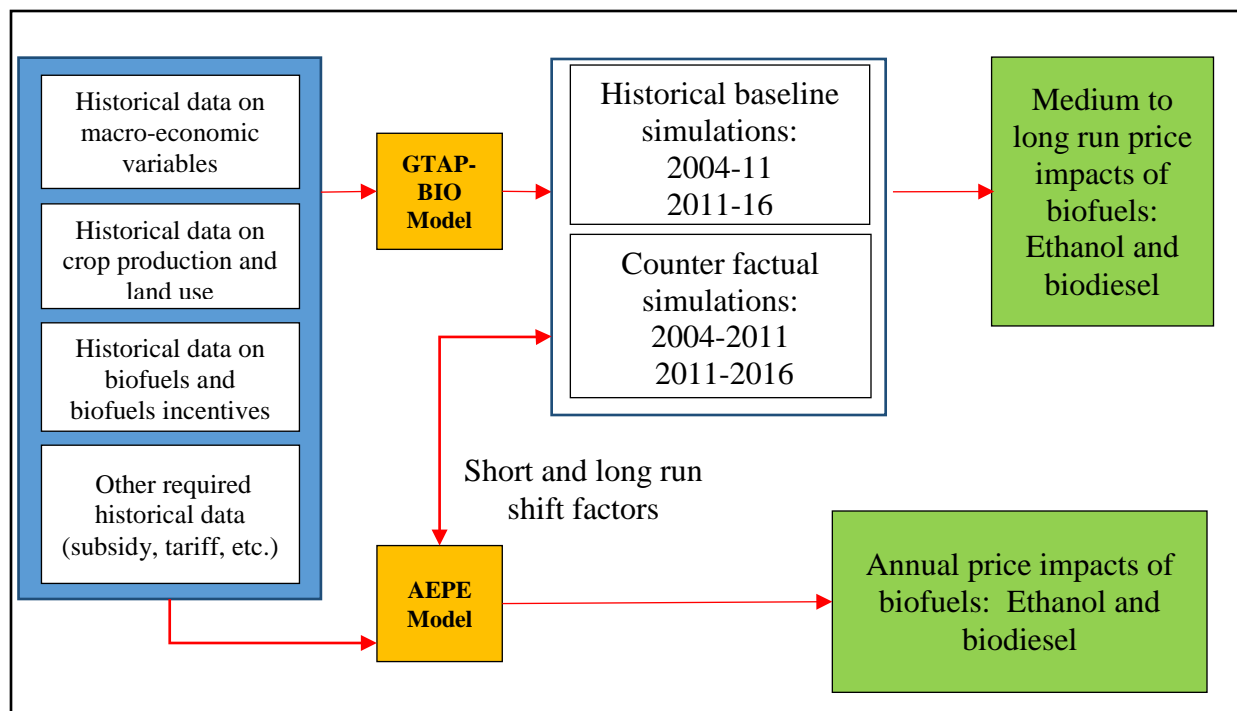 Historical data on
macro-economic
variables
Historical data on
crop production and
land use
Historical data on
biofuels and
biofuels incentives
Other required
historical data
(subsidy, tariff, etc.)
GTAP-
BIO
Model
Historical baseline
simulations:
2004-11
2011-16
Counter factual
simulations:
2004-2011
2011-2016
Medium to
long run price
impacts of
biofuels:
Ethanol and
biodiesel
Short and long run
shift factors
AEPE
Model
Annual price impacts of
biofuels: Ethanol and
biodiesel